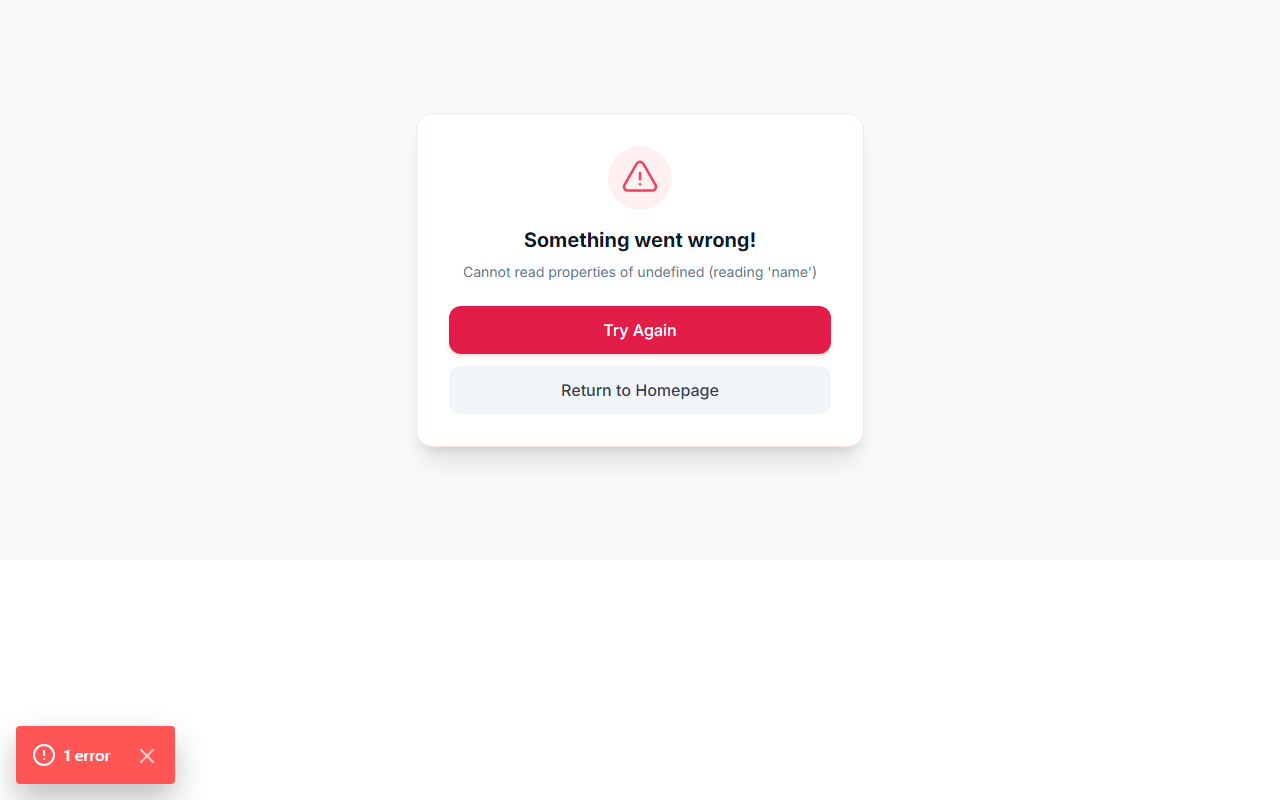 Something went wrong!
Cannot read properties of undefined (reading 'name')
Try Again
Return to Homepage
1 error